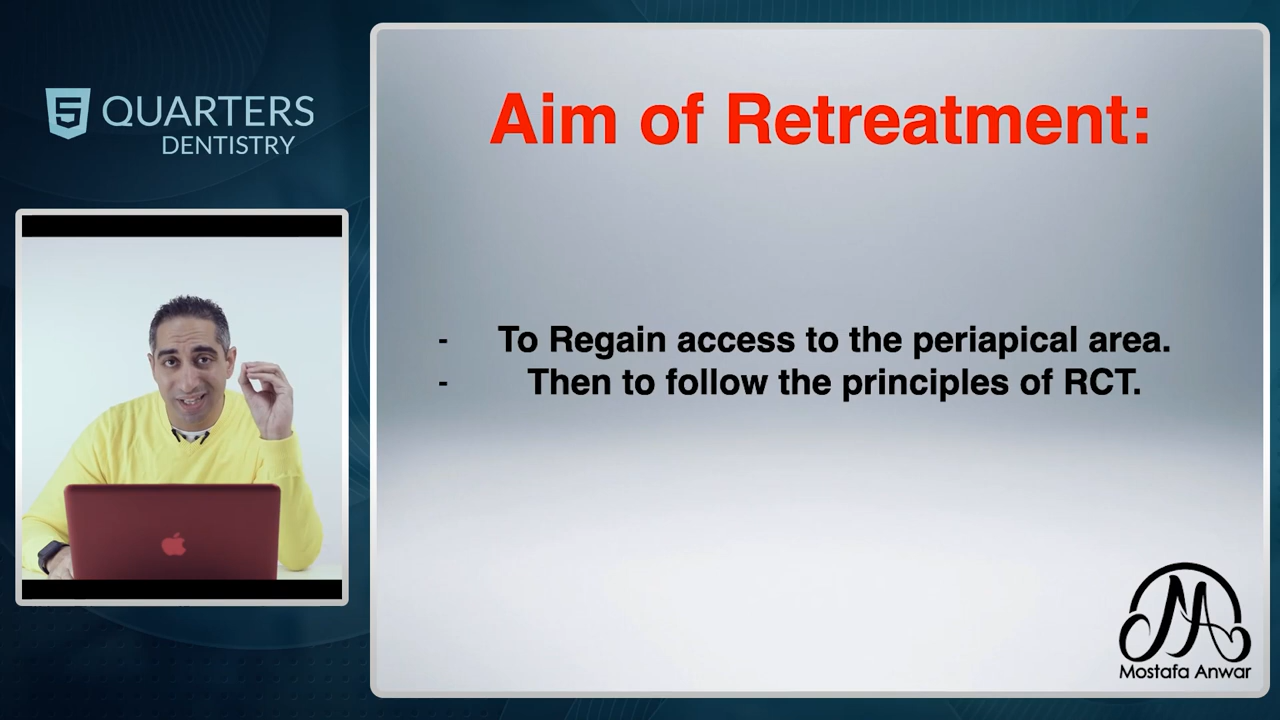 5 QUARTERS
DENTISTRY
Aim of Retreatment:
- To Regain access to the periapical area.
- Then to follow the principles of RCT.
MA
Mostafa Anwar